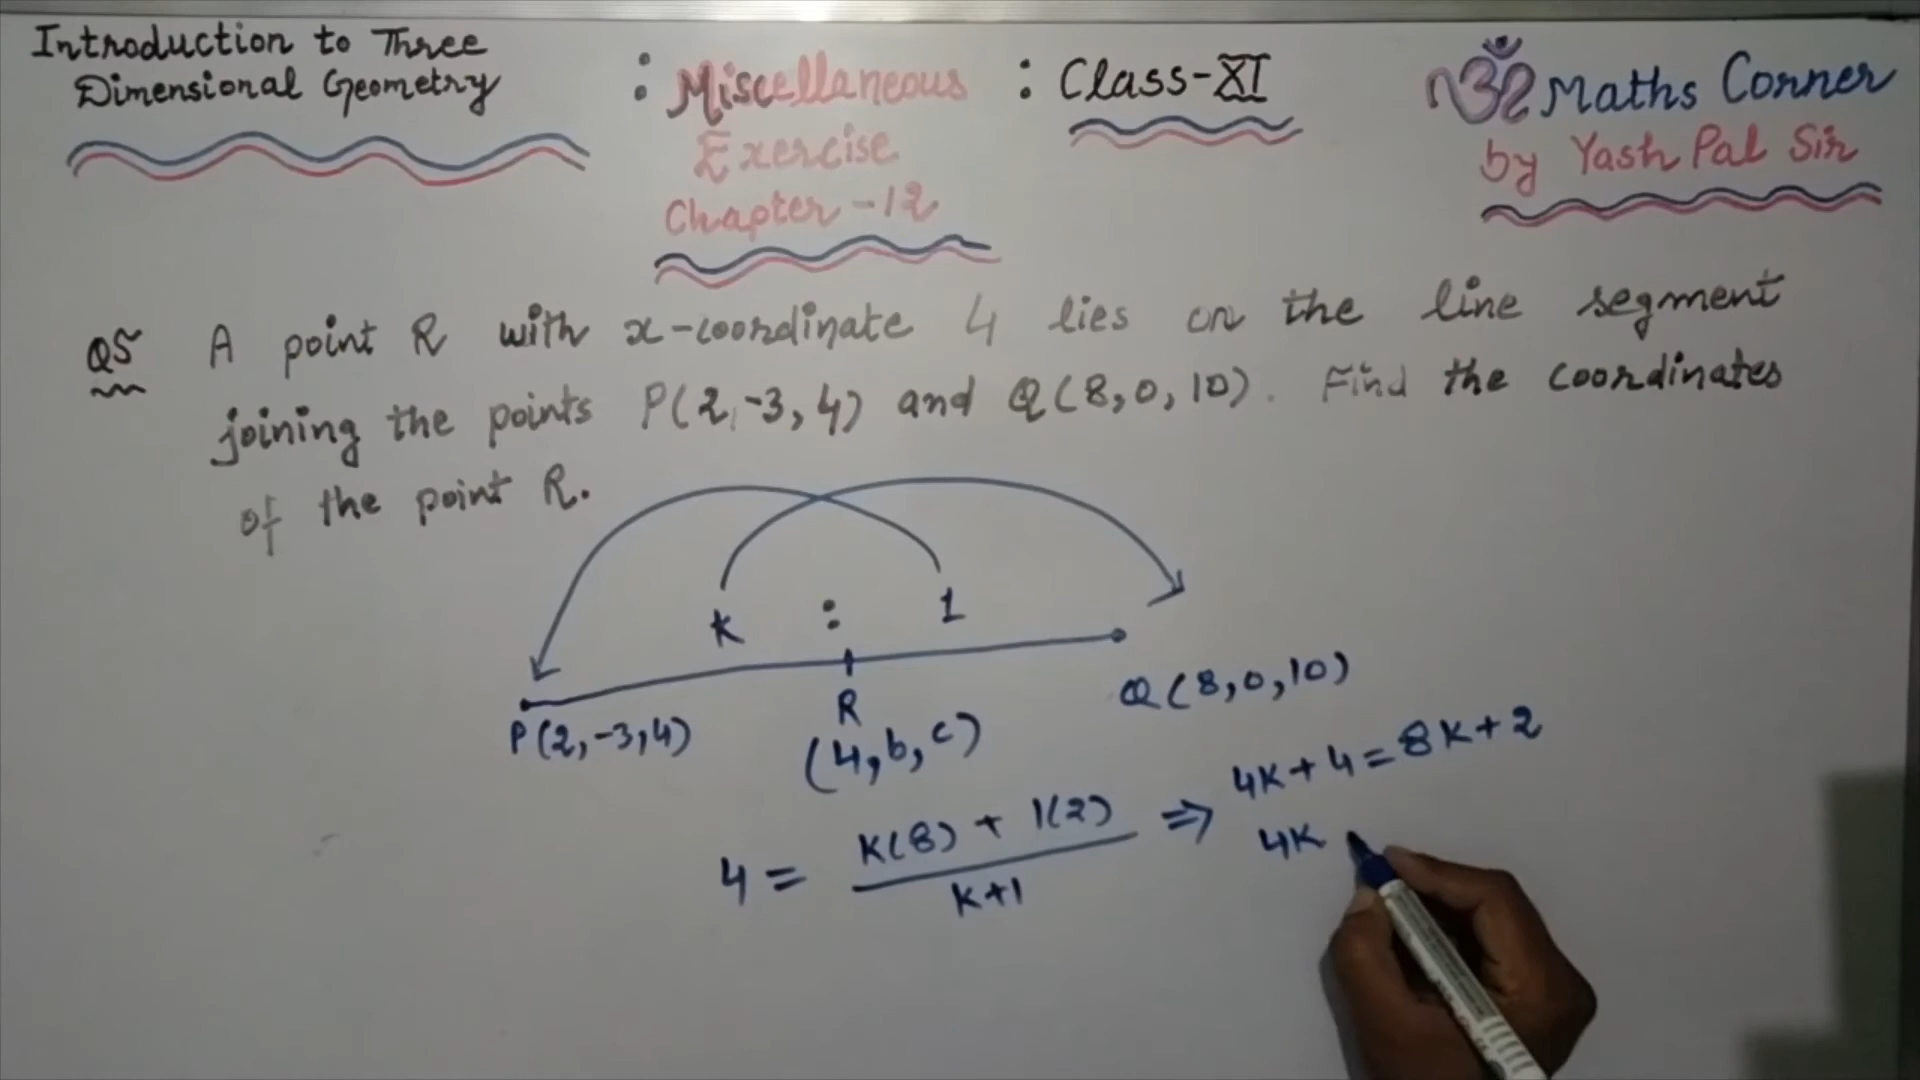 Introduction to Three
Dimensional Geometry
: Miscellaneous
Exercise
Chapter-12
: Class-XI
ॐ Maths Corner
by Yash Pal Sir
Q5 A point R with x-coordinate 4 lies on the line segment
joining the points P(2,-3,4) and Q(8,0,10). Find the coordinates
of the point R.
K : 1
P(2,-3,4)
R
(4,b,c)
Q(8,0,10)
4 = K(8) + 1(2) / K+1 ⇒ 4K+4=8K+2
4K